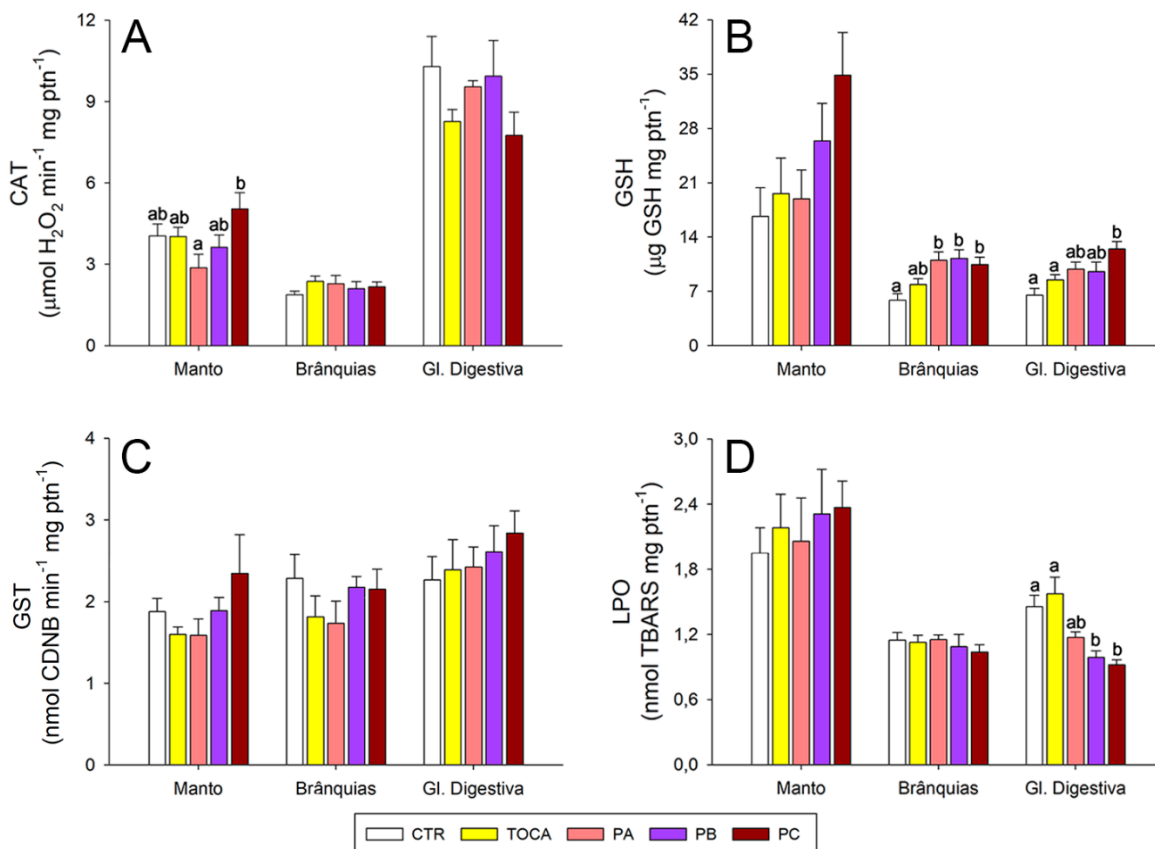 A
CAT
(µmol H₂O₂ min⁻¹ mg ptn⁻¹)
12
9
6
3
0
ab ab a ab b
Manto Brânquias Gl. Digestiva
B
GSH
(µg GSH mg ptn⁻¹)
42
35
28
21
14
7
0
a ab b b b
a a ab ab b
Manto Brânquias Gl. Digestiva
C
GST
(nmol CDNB min⁻¹ mg ptn⁻¹)
4
3
2
1
0
Manto Brânquias Gl. Digestiva
D
LPO
(nmol TBARS mg ptn⁻¹)
3,0
2,4
1,8
1,2
0,6
0,0
a a ab b b
Manto Brânquias Gl. Digestiva
CTR TOCA PA PB PC